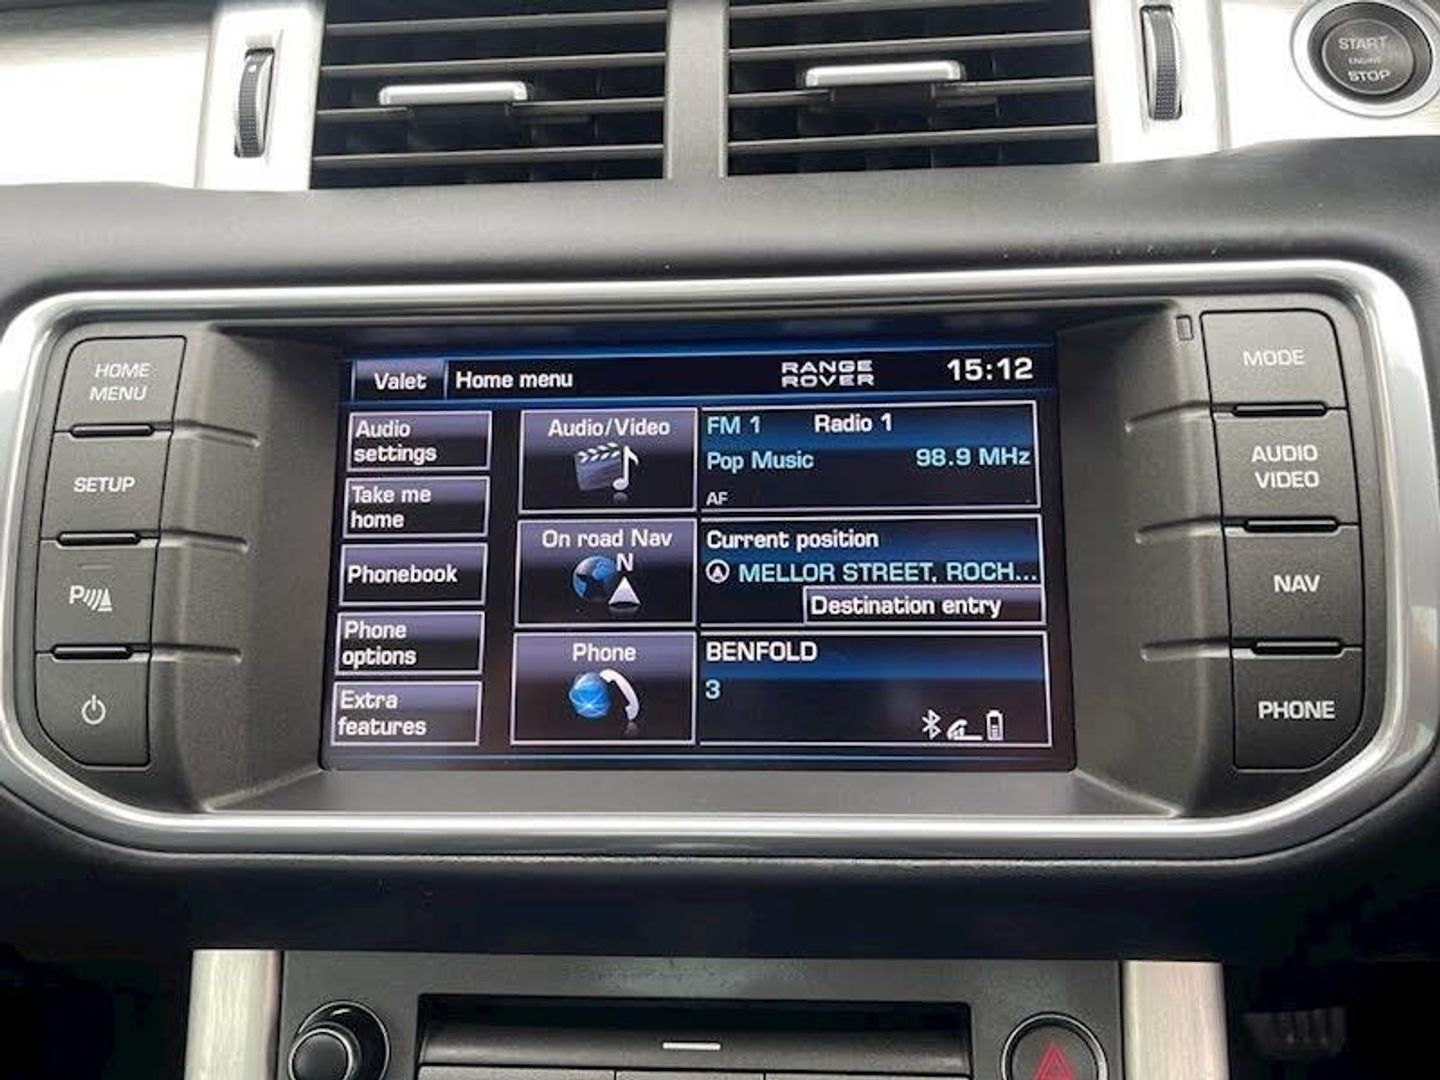 START
ENGINE
STOP
HOME
MENU
SETUP
P
MODE
AUDIO
VIDEO
NAV
PHONE
Valet
Home menu
RANGE
ROVER
15:12
Audio
settings
Take me
home
Phonebook
Phone
options
Extra
features
Audio/Video
On road Nav
N
Phone
FM 1 Radio 1
Pop Music 98.9 MHz
AF
Current position
MELLOR STREET, ROCH...
Destination entry
BENFOLD
3